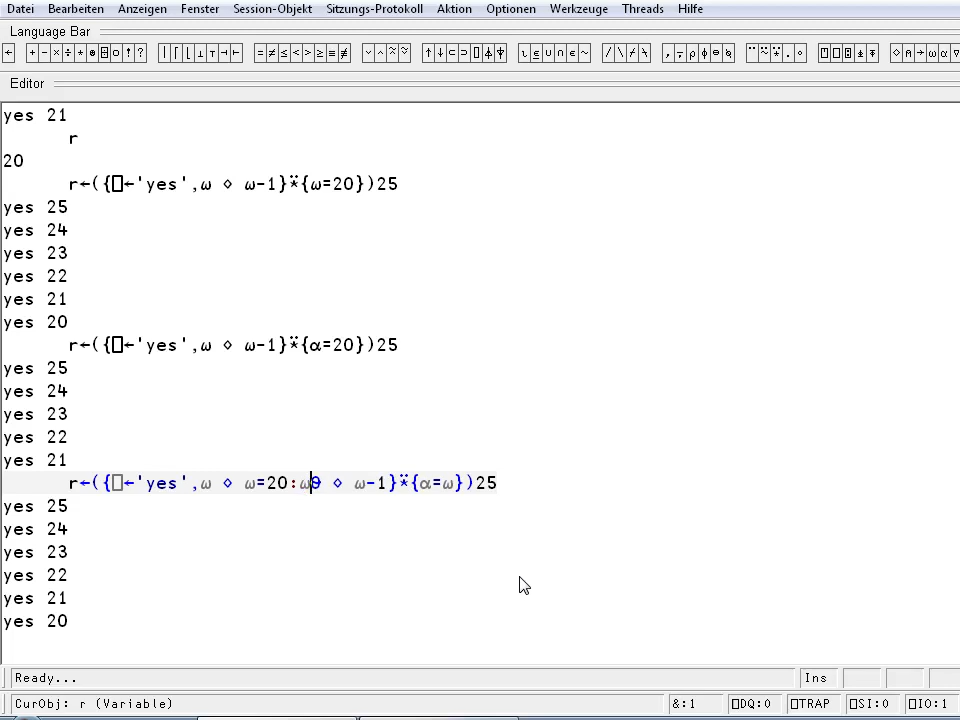 Datei Bearbeiten Anzeigen Fenster Session-Objekt Sitzungs-Protokoll Aktion Optionen Werkzeuge Threads Hilfe
Language Bar
← + - × ÷ * ⍟ ⌹ ○ ! ? | ⌈ ⌊ ⊥ ⊤ ⊣ ⊢ = ≠ ≤ < > ≥ ≡ ≢ ∨ ∧ ⍲ ⍱ ↑ ↓ ⊂ ⊃ ⌷ ⍋ ⍒ ⍳ ∪ ∩ ∊ ~ / \ ⌿ ⍀ , ⍪ ⍴ ⌽ ⊖ ⍉ ¨ ⍨ ⍣ . ∘ ⍞ ⎕ ⍠ ⍎ ⍕ ⋄ ⍝ → ⍵ ⍺ ∇
Editor
yes 21
r
20
r←({⎕←'yes',⍵ ⋄ ⍵-1}⍣{⍵=20})25
yes 25
yes 24
yes 23
yes 22
yes 21
yes 20
r←({⎕←'yes',⍵ ⋄ ⍵-1}⍣{⍺=20})25
yes 25
yes 24
yes 23
yes 22
yes 21
r←({⎕←'yes',⍵ ⋄ ⍵=20:⍵ ⋄ ⍵-1}⍣{⍺=⍵})25
yes 25
yes 24
yes 23
yes 22
yes 21
yes 20
Ready... Ins
CurObj: r (Variable) &:1 ⎕DQ:0 ⎕TRAP ⎕SI:0 ⎕IO:1